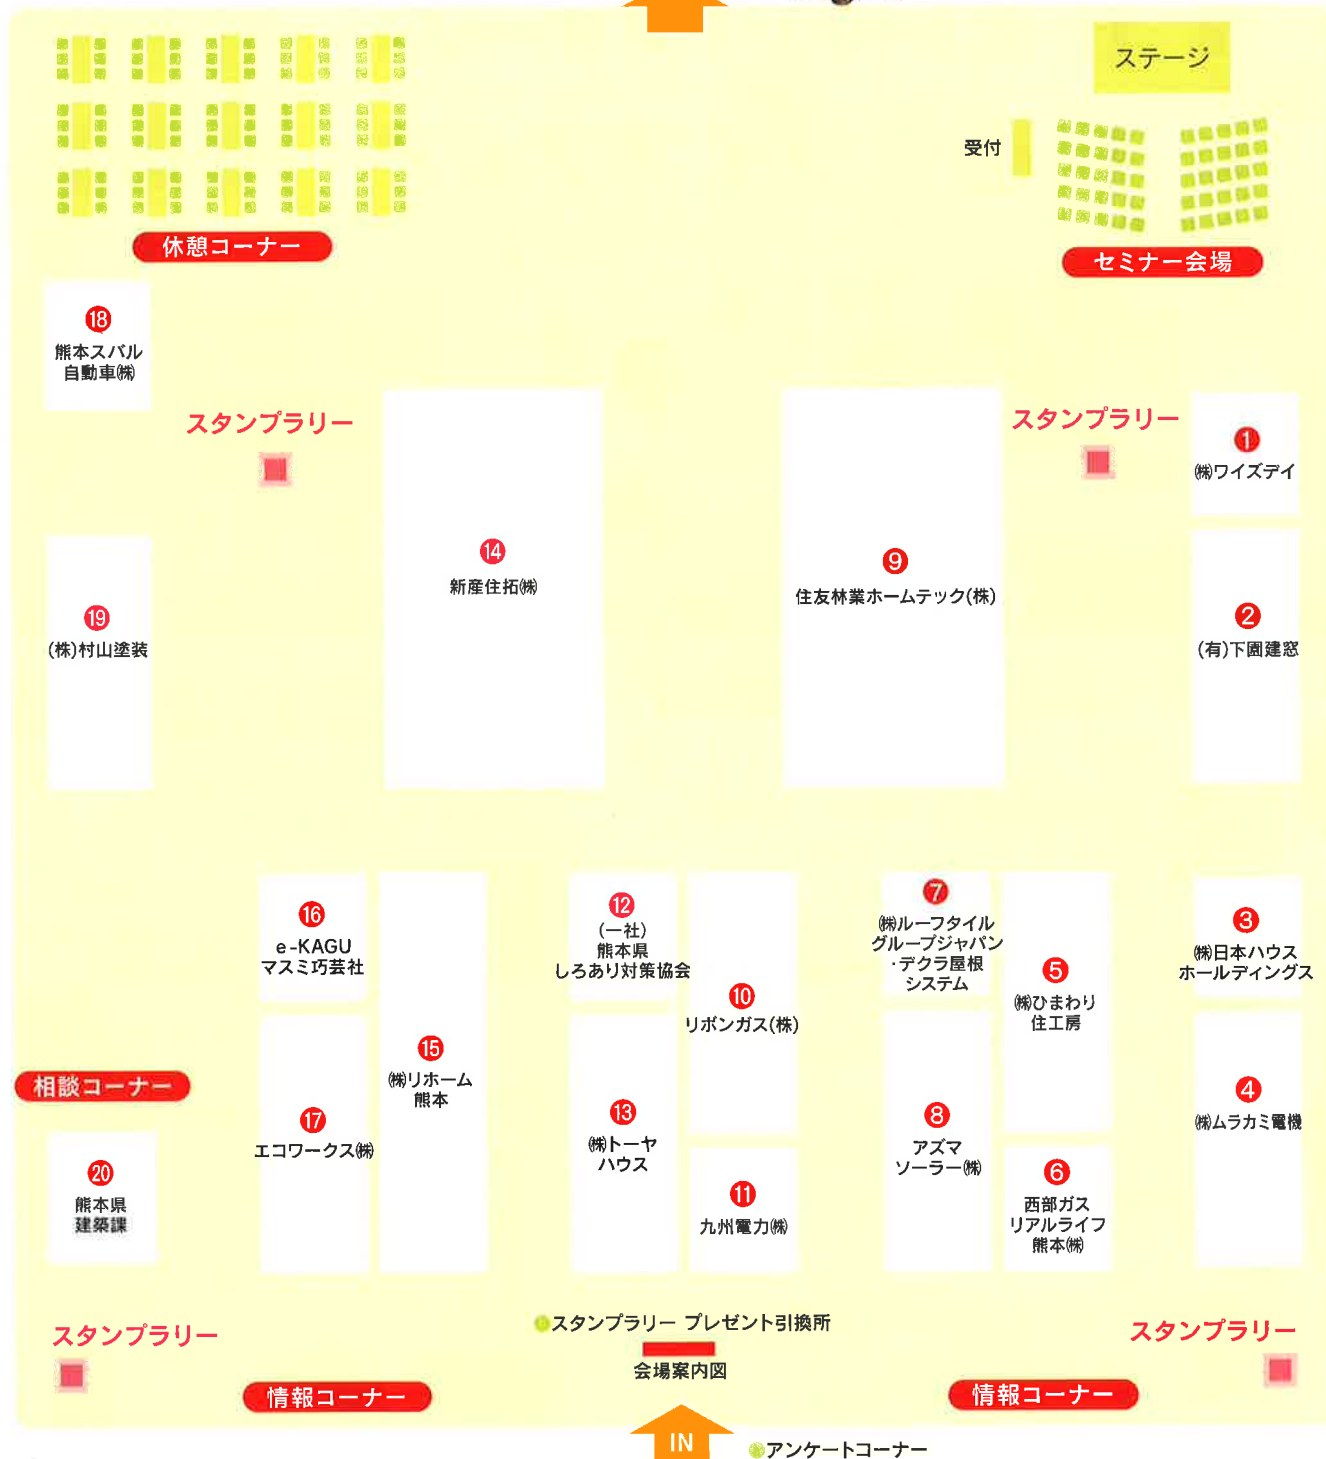 ステージ
受付
休憩コーナー
セミナー会場
⑱
熊本スバル
自動車㈱
スタンプラリー
スタンプラリー
①
㈱ワイズデイ
⑭
新産住拓㈱
⑨
住友林業ホームテック(株)
⑲
(株)村山塗装
②
(有)下園建窓
⑯
e-KAGU
マスミ巧芸社
⑮
㈱リホーム
熊本
⑰
エコワークス㈱
⑫
(一社)
熊本県
しろあり対策協会
⑩
リボンガス(株)
⑬
㈱トーヤ
ハウス
⑪
九州電力㈱
⑦
㈱ルーフタイル
グループジャパン
・デクラ屋根
システム
⑤
㈱ひまわり
住工房
⑧
アズマ
ソーラー㈱
⑥
西部ガス
リアルライフ
熊本㈱
③
㈱日本ハウス
ホールディングス
④
㈱ムラカミ電機
相談コーナー
⑳
熊本県
建築課
スタンプラリー
スタンプラリー プレゼント引換所
会場案内図
スタンプラリー
情報コーナー
情報コーナー
IN
アンケートコーナー